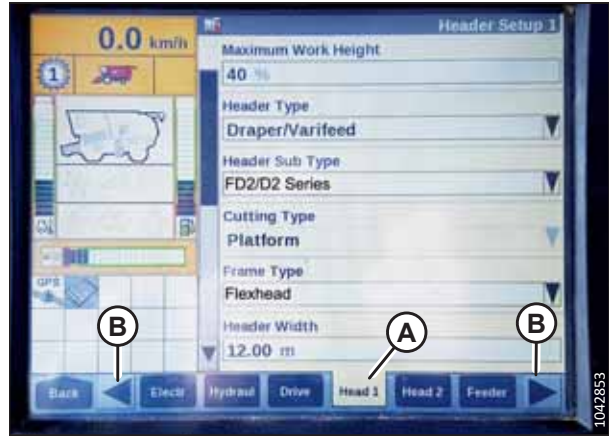 0.0 km/h
Header Setup 1
Maximum Work Height
40 %
1
Header Type
Draper/Varifeed
Header Sub Type
FD2/D2 Series
Cutting Type
Platform
Frame Type
Flexhead
GPS
Header Width
12.00 m
B
A
B
Back
Electr
Hydraul
Drive
Head 1
Head 2
Feeder
1042853